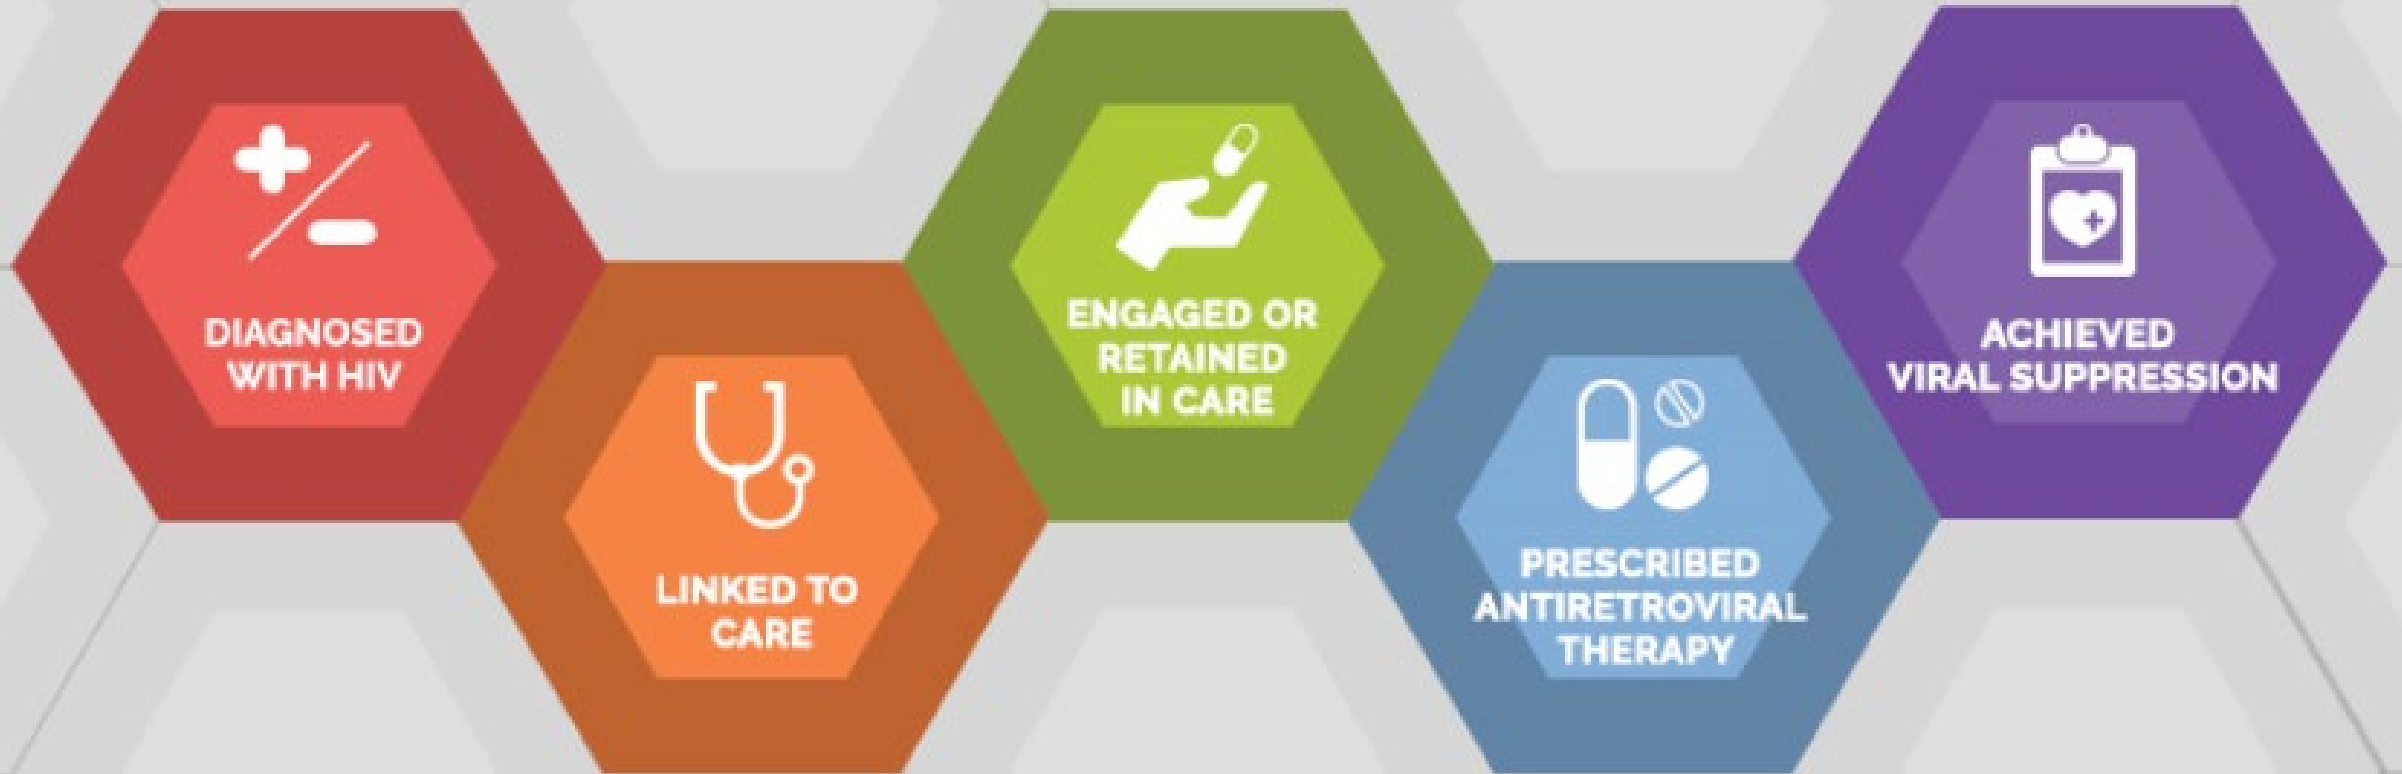 DIAGNOSED
WITH HIV
LINKED TO
CARE
ENGAGED OR
RETAINED
IN CARE
PRESCRIBED
ANTIRETROVIRAL
THERAPY
ACHIEVED
VIRAL SUPPRESSION